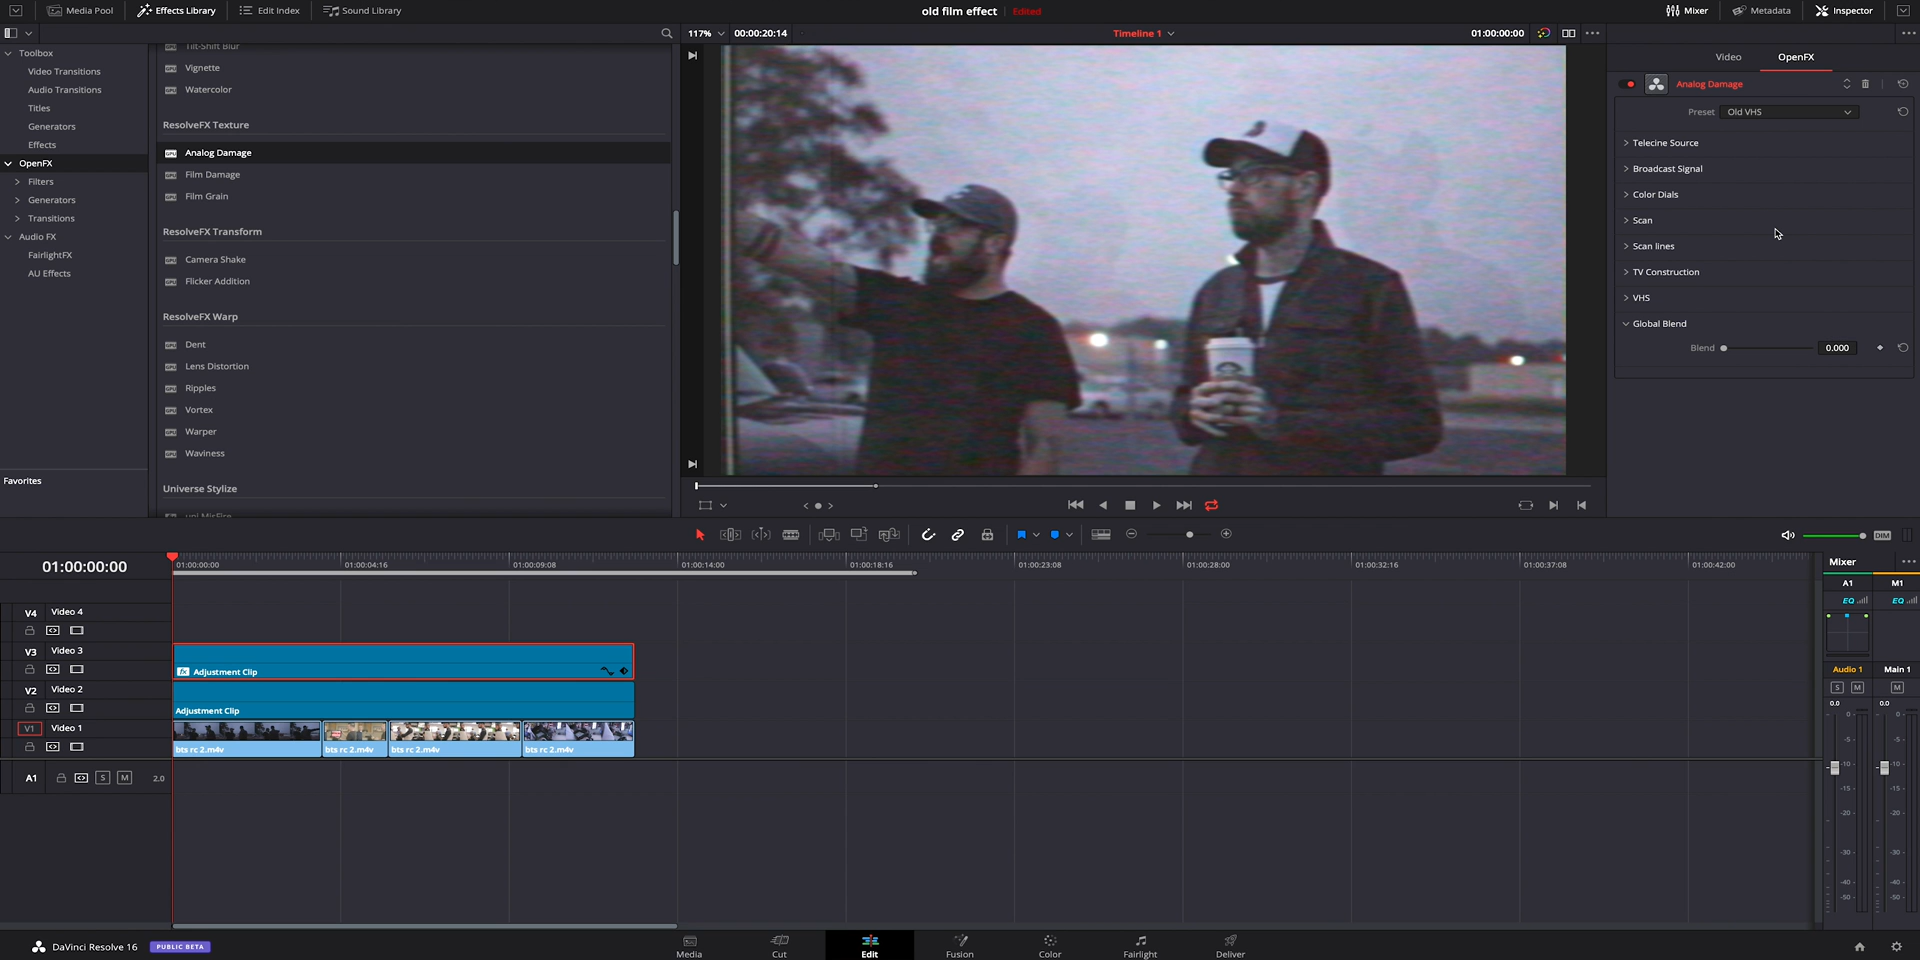 Media Pool
Effects Library
Edit Index
Sound Library
old film effect
Edited
Mixer
Metadata
Inspector
117%
00:00:20:14
Timeline 1
01:00:00:00
Toolbox
Video Transitions
Audio Transitions
Titles
Generators
Effects
OpenFX
Filters
Generators
Transitions
Audio FX
FairlightFX
AU Effects
Favorites
Tilt-Shift Blur
Vignette
Watercolor
ResolveFX Texture
Analog Damage
Film Damage
Film Grain
ResolveFX Transform
Camera Shake
Flicker Addition
ResolveFX Warp
Dent
Lens Distortion
Ripples
Vortex
Warper
Waviness
Universe Stylize
uni.MisFire
Video
OpenFX
Analog Damage
Preset
Old VHS
Telecine Source
Broadcast Signal
Color Dials
Scan
Scan lines
TV Construction
VHS
Global Blend
Blend
0.000
DIM
01:00:00:00
01:00:00:00
01:00:04:16
01:00:09:08
01:00:14:00
01:00:18:16
01:00:23:08
01:00:28:00
01:00:32:16
01:00:37:08
01:00:42:00
V4
Video 4
V3
Video 3
Adjustment Clip
V2
Video 2
Adjustment Clip
V1
Video 1
bts rc 2.m4v
bts rc 2.m4v
bts rc 2.m4v
bts rc 2.m4v
A1
S
M
2.0
Mixer
A1
M1
EQ
EQ
Audio 1
Main 1
S
M
M
0.0
0.0
0
0
-5
-5
-10
-10
-15
-15
-20
-20
-30
-30
-40
-40
-50
-50
DaVinci Resolve 16
PUBLIC BETA
Media
Cut
Edit
Fusion
Color
Fairlight
Deliver